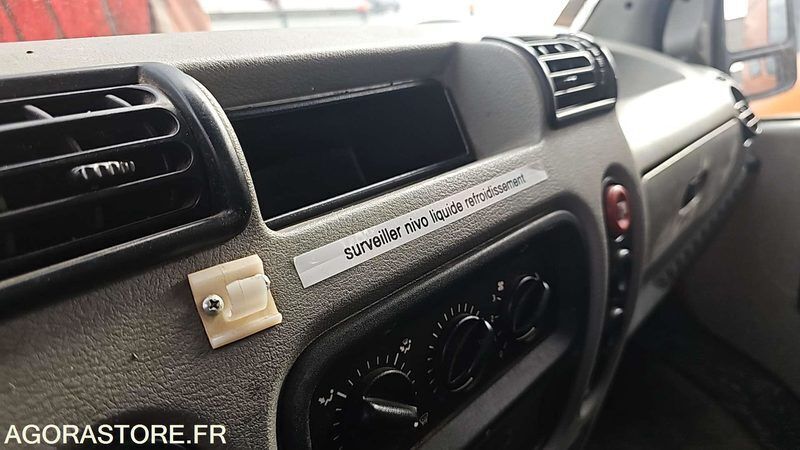 surveiller nivo liquide refroidissement
AGORASTORE.FR